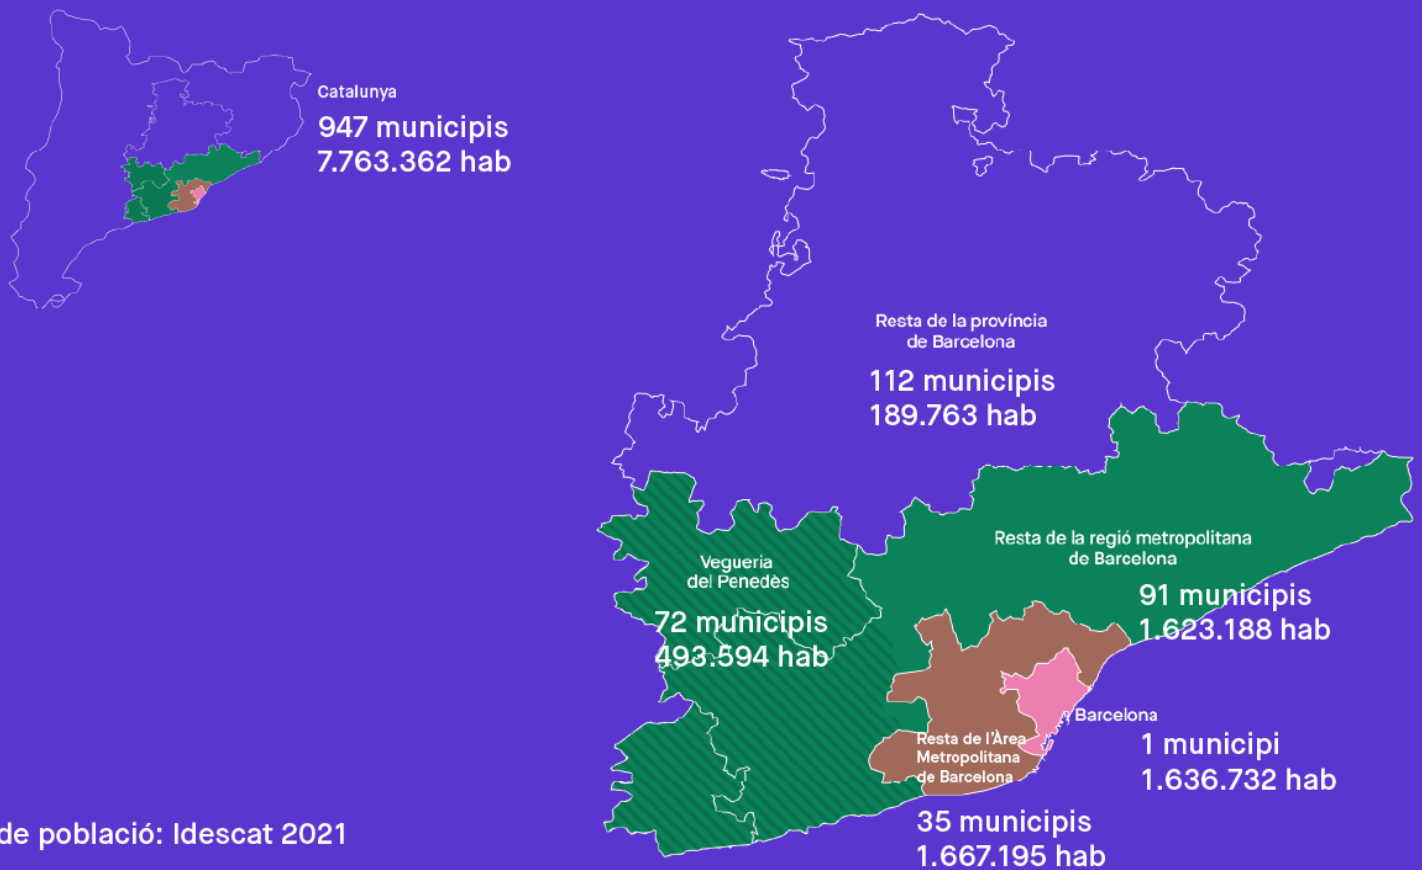 Catalunya
947 municipis
7.763.362 hab
Resta de la província
de Barcelona
112 municipis
189.763 hab
Resta de la regió metropolitana
de Barcelona
91 municipis
1.623.188 hab
Vegueria
del Penedès
72 municipis
493.594 hab
Barcelona
1 municipi
1.636.732 hab
Resta de l'Àrea
Metropolitana
de Barcelona
35 municipis
1.667.195 hab
de població: Idescat 2021